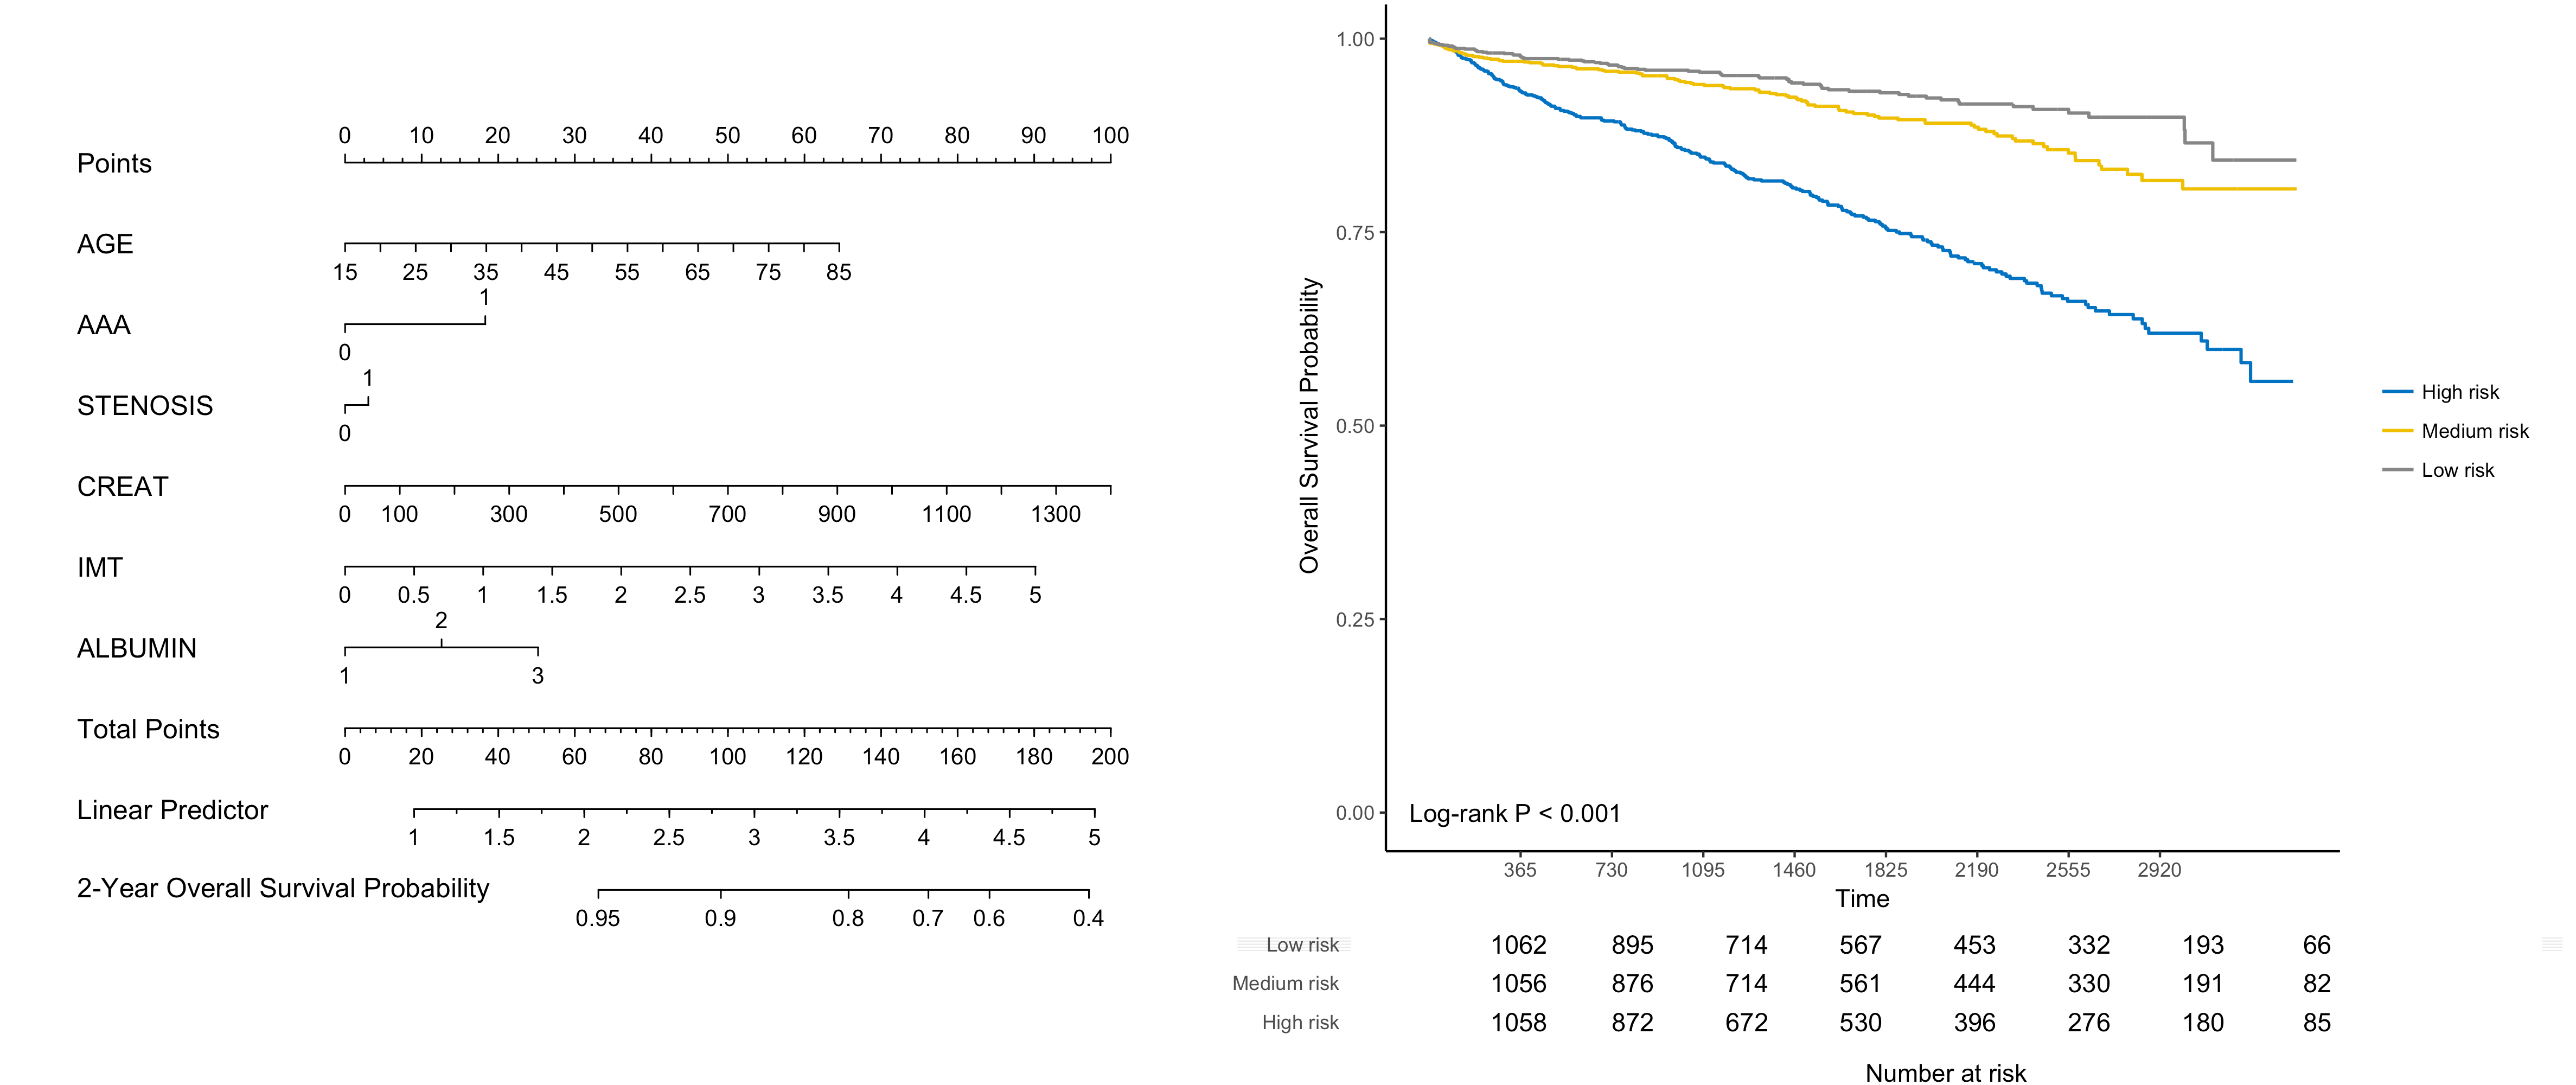 0 10 20 30 40 50 60 70 80 90 100
Points
AGE
15 25 35 45 55 65 75 85
1
AAA
0
1
STENOSIS
0
CREAT
0 100 300 500 700 900 1100 1300
IMT
0 0.5 1 1.5 2 2.5 3 3.5 4 4.5 5
2
ALBUMIN
1 3
Total Points
0 20 40 60 80 100 120 140 160 180 200
Linear Predictor
1 1.5 2 2.5 3 3.5 4 4.5 5
2-Year Overall Survival Probability
0.95 0.9 0.8 0.7 0.6 0.4
Overall Survival Probability
1.00
0.75
0.50
0.25
0.00
Log-rank P < 0.001
365 730 1095 1460 1825 2190 2555 2920
Time
High risk
Medium risk
Low risk
Low risk 1062 895 714 567 453 332 193 66
Medium risk 1056 876 714 561 444 330 191 82
High risk 1058 872 672 530 396 276 180 85
Number at risk